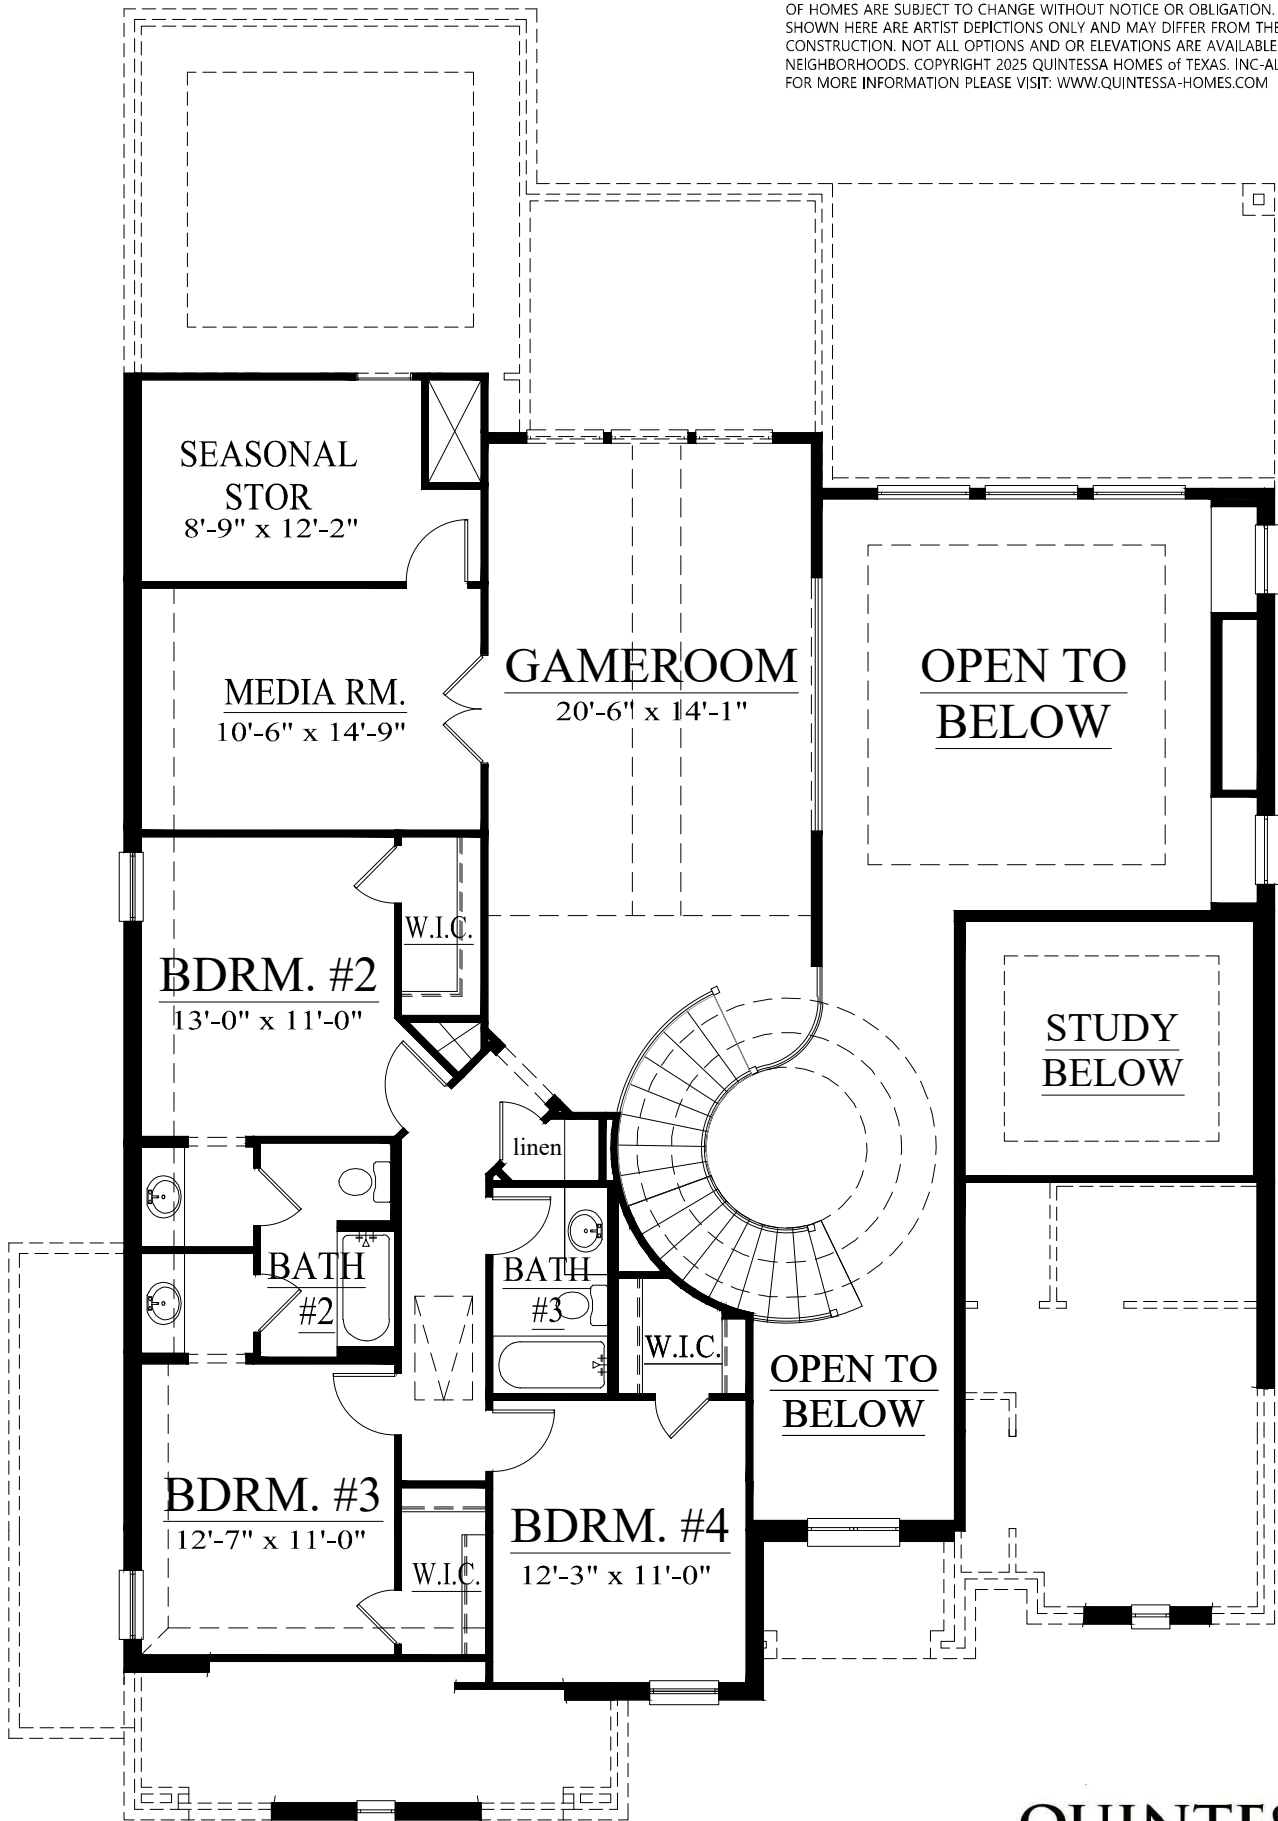 OF HOMES ARE SUBJECT TO CHANGE WITHOUT NOTICE OR OBLIGATION.
SHOWN HERE ARE ARTIST DEPICTIONS ONLY AND MAY DIFFER FROM THE
CONSTRUCTION. NOT ALL OPTIONS AND OR ELEVATIONS ARE AVAILABLE
NEIGHBORHOODS. COPYRIGHT 2025 QUINTESSA HOMES of TEXAS. INC-AL
FOR MORE INFORMATION PLEASE VISIT: WWW.QUINTESSA-HOMES.COM
SEASONAL
STOR
8'-9" x 12'-2"
MEDIA RM.
10'-6" x 14'-9"
GAMEROOM
20'-6" x 14'-1"
OPEN TO
BELOW
W.I.C.
BDRM. #2
13'-0" x 11'-0"
STUDY
BELOW
linen
BATH
#2
BATH
#3
W.I.C.
OPEN TO
BELOW
BDRM. #3
12'-7" x 11'-0"
W.I.C.
BDRM. #4
12'-3" x 11'-0"